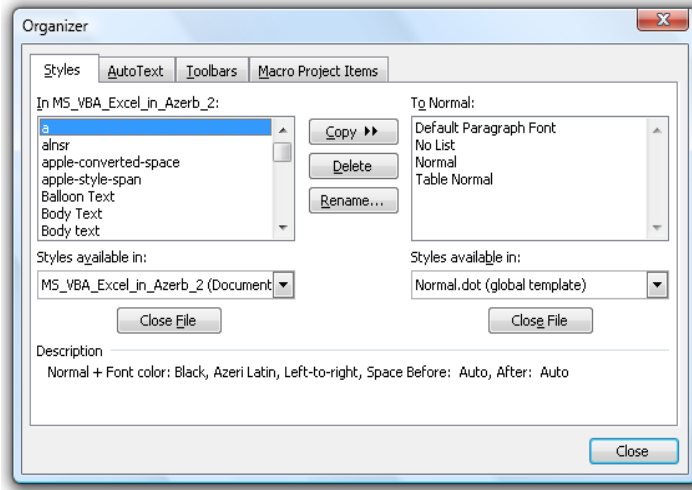 Organizer
Styles AutoText Toolbars Macro Project Items
In MS_VBA_Excel_in_Azerb_2:
a
alnsr
apple-converted-space
apple-style-span
Balloon Text
Body Text
Body text
Copy
Delete
Rename...
To Normal:
Default Paragraph Font
No List
Normal
Table Normal
Styles available in:
MS_VBA_Excel_in_Azerb_2 (Document
Close File
Styles available in:
Normal.dot (global template)
Close File
Description
Normal + Font color: Black, Azeri Latin, Left-to-right, Space Before: Auto, After: Auto
Close